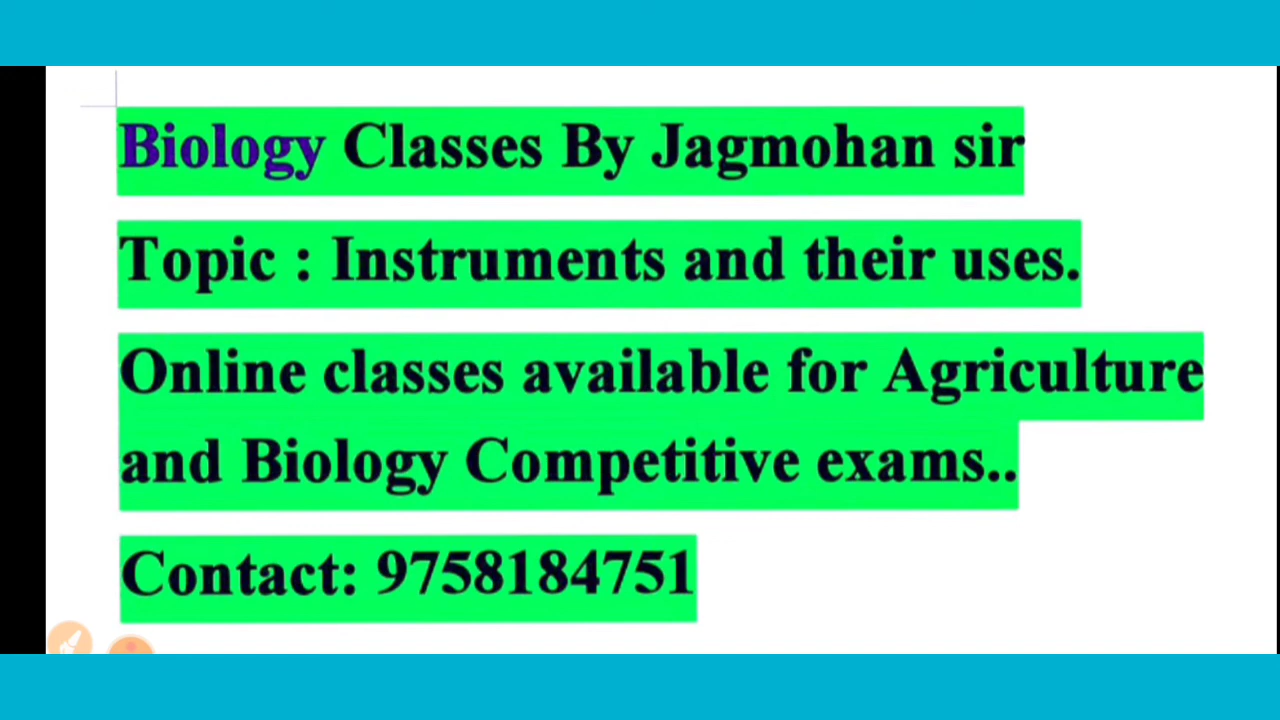 Biology Classes By Jagmohan sir
Topic : Instruments and their uses.
Online classes available for Agriculture
and Biology Competitive exams..
Contact: 9758184751